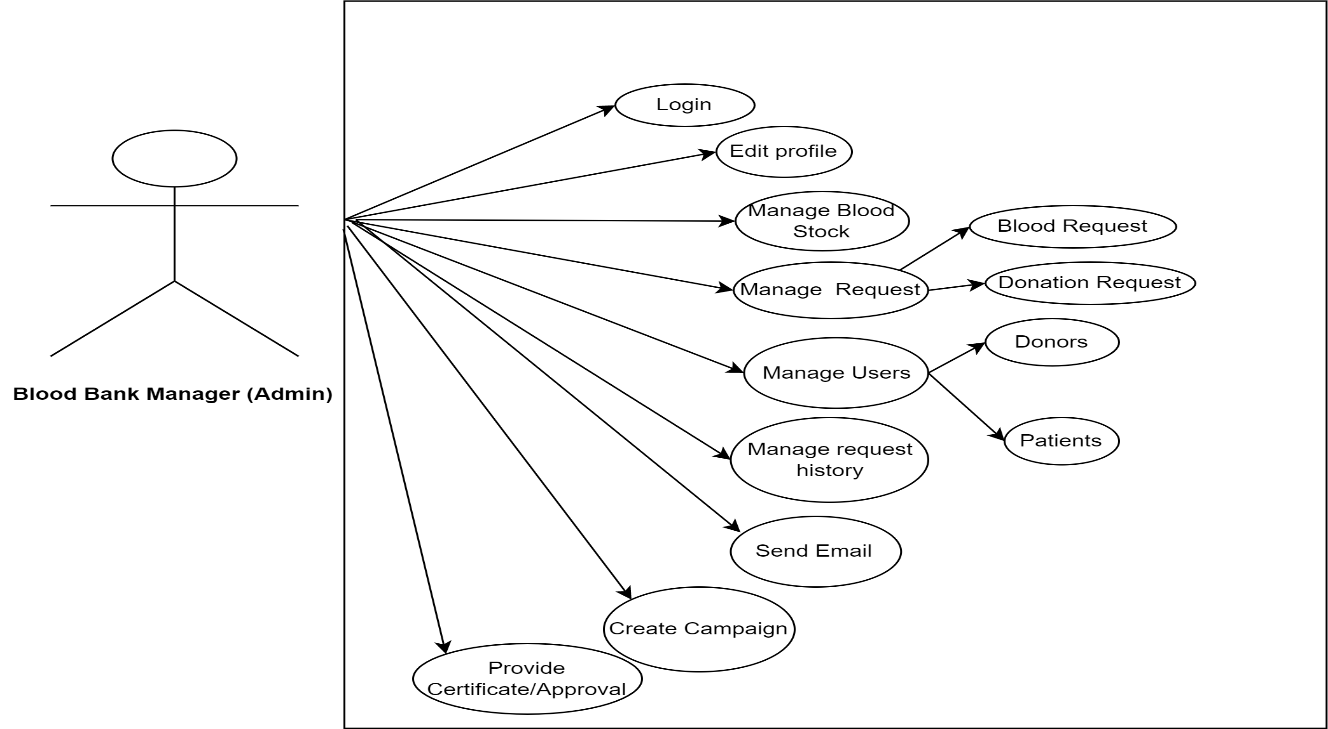 Login
Edit profile
Manage Blood
Stock
Blood Request
Manage  Request
Donation Request
Donors
Manage Users
Blood Bank Manager (Admin)
Patients
Manage request
history
Send Email
Create Campaign
Provide
Certificate/Approval